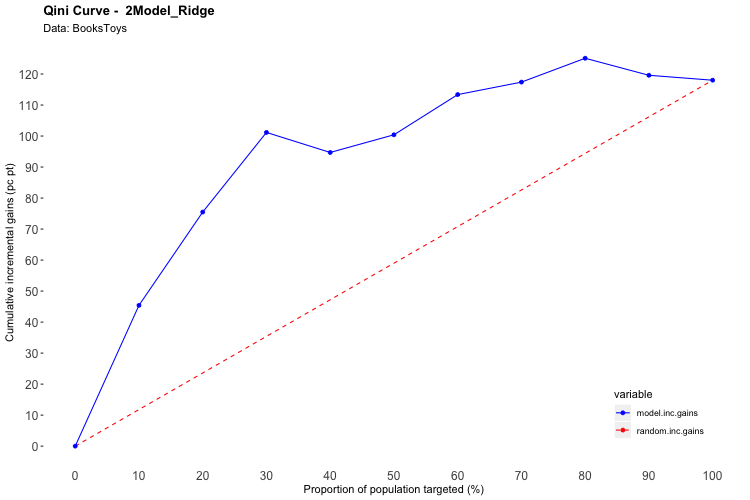 Qini Curve -  2Model_Ridge
Data: BooksToys
Cumulative incremental gains (pc pt)
120
110
100
90
80
70
60
50
40
30
20
10
0
variable
model.inc.gains
random.inc.gains
0 10 20 30 40 50 60 70 80 90 100
Proportion of population targeted (%)